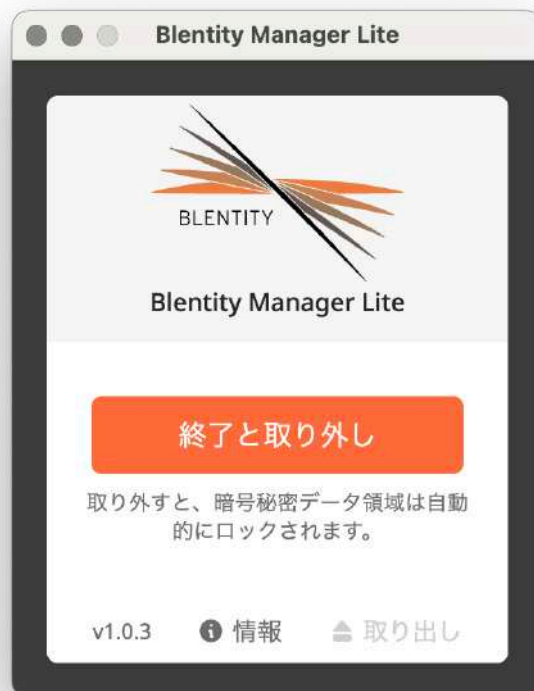 Blentity Manager Lite
BLENTITY
Blentity Manager Lite
終了と取り外し
取り外すと、暗号秘密データ領域は自動
的にロックされます。
v1.0.3 情報 取り出し